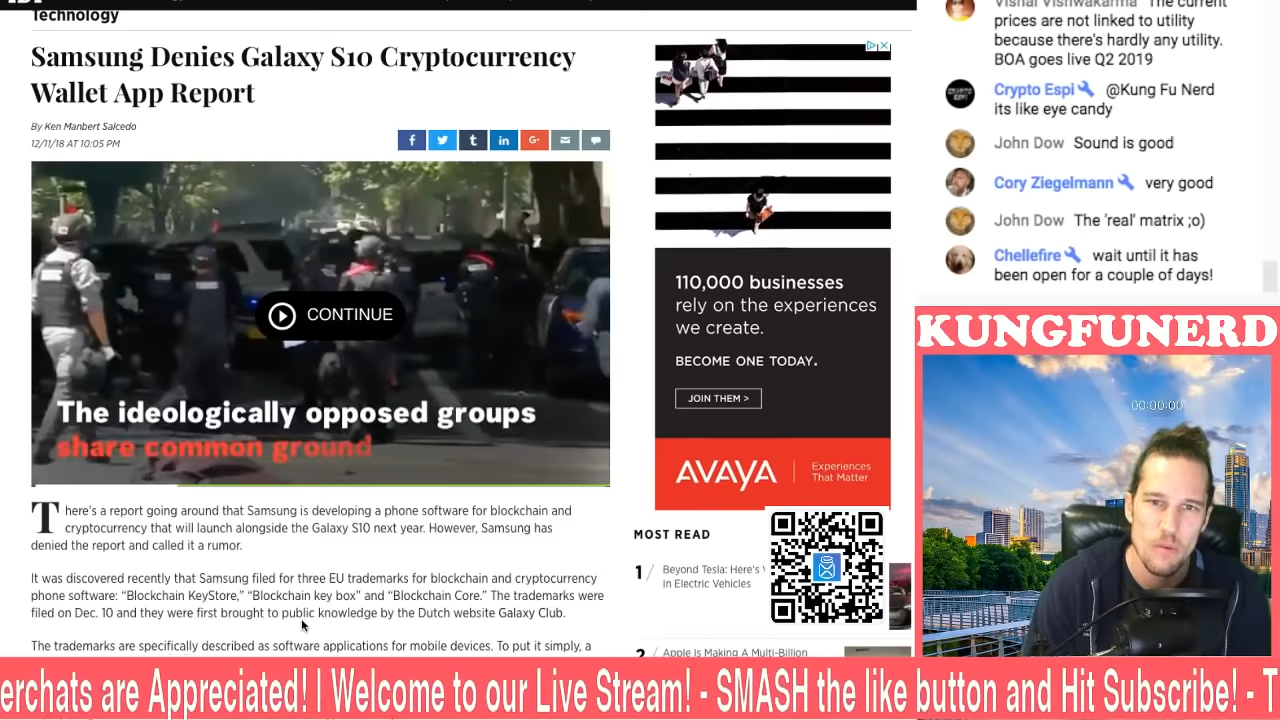 Technology
Samsung Denies Galaxy S10 Cryptocurrency
Wallet App Report
By Ken Manbert Salcedo
12/11/18 AT 10:05 PM
CONTINUE
The ideologically opposed groups
share common ground
There's a report going around that Samsung is developing a phone software for blockchain and
cryptocurrency that will launch alongside the Galaxy S10 next year. However, Samsung has
denied the report and called it a rumor.
It was discovered recently that Samsung filed for three EU trademarks for blockchain and cryptocurrency
phone software: “Blockchain KeyStore,” “Blockchain key box” and “Blockchain Core.” The trademarks were
filed on Dec. 10 and they were first brought to public knowledge by the Dutch website Galaxy Club.
The trademarks are specifically described as software applications for mobile devices. To put it simply, a
110,000 businesses
rely on the experiences
we create.
BECOME ONE TODAY.
JOIN THEM >
AVAYA
Experiences
That Matter
MOST READ
1
Beyond Tesla: Here's
In Electric Vehicles
2
Apple Is Making A Multi-Billion
Vishal Vishwakarma The current
prices are not linked to utility
because there's hardly any utility.
BOA goes live Q2 2019
Crypto Espi @Kung Fu Nerd
its like eye candy
John Dow Sound is good
Cory Ziegelmann very good
John Dow The 'real' matrix ;o)
Chellefire wait until it has
been open for a couple of days!
KUNGFUNERD
00:00:00
erchats are Appreciated! | Welcome to our Live Stream! - SMASH the like button and Hit Subscribe! - T